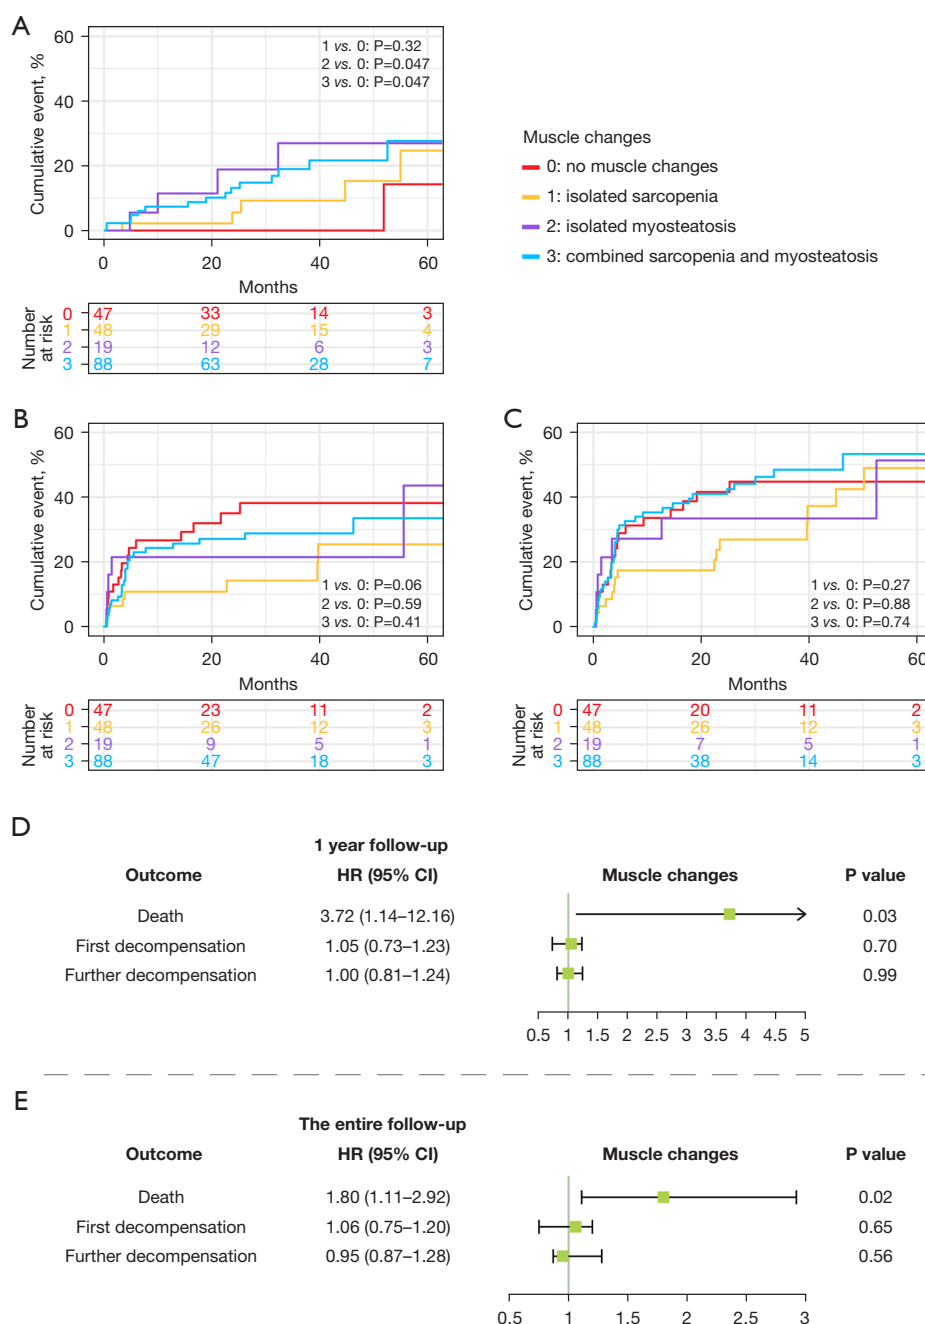 A
60
40
20
0
Cumulative event, %
1 vs. 0: P=0.32
2 vs. 0: P=0.047
3 vs. 0: P=0.047
0 20 40 60
Months
Muscle changes
0: no muscle changes
1: isolated sarcopenia
2: isolated myosteatosis
3: combined sarcopenia and myosteatosis
Number at risk
0 47 33 14 3
1 48 29 15 4
2 19 12 6 3
3 88 63 28 7
B
60
40
20
0
Cumulative event, %
1 vs. 0: P=0.06
2 vs. 0: P=0.59
3 vs. 0: P=0.41
0 20 40 60
Months
Number at risk
0 47 23 11 2
1 48 26 12 3
2 19 9 5 1
3 88 47 18 3
C
60
40
20
0
Cumulative event, %
1 vs. 0: P=0.27
2 vs. 0: P=0.88
3 vs. 0: P=0.74
0 20 40 60
Months
Number at risk
0 47 20 11 2
1 48 26 12 3
2 19 7 5 1
3 88 38 14 3
D
1 year follow-up
Outcome HR (95% CI) Muscle changes P value
Death 3.72 (1.14–12.16) 0.03
First decompensation 1.05 (0.73–1.23) 0.70
Further decompensation 1.00 (0.81–1.24) 0.99
0.5 1 1.5 2 2.5 3 3.5 4 4.5 5
E
The entire follow-up
Outcome HR (95% CI) Muscle changes P value
Death 1.80 (1.11–2.92) 0.02
First decompensation 1.06 (0.75–1.20) 0.65
Further decompensation 0.95 (0.87–1.28) 0.56
0.5 1 1.5 2 2.5 3